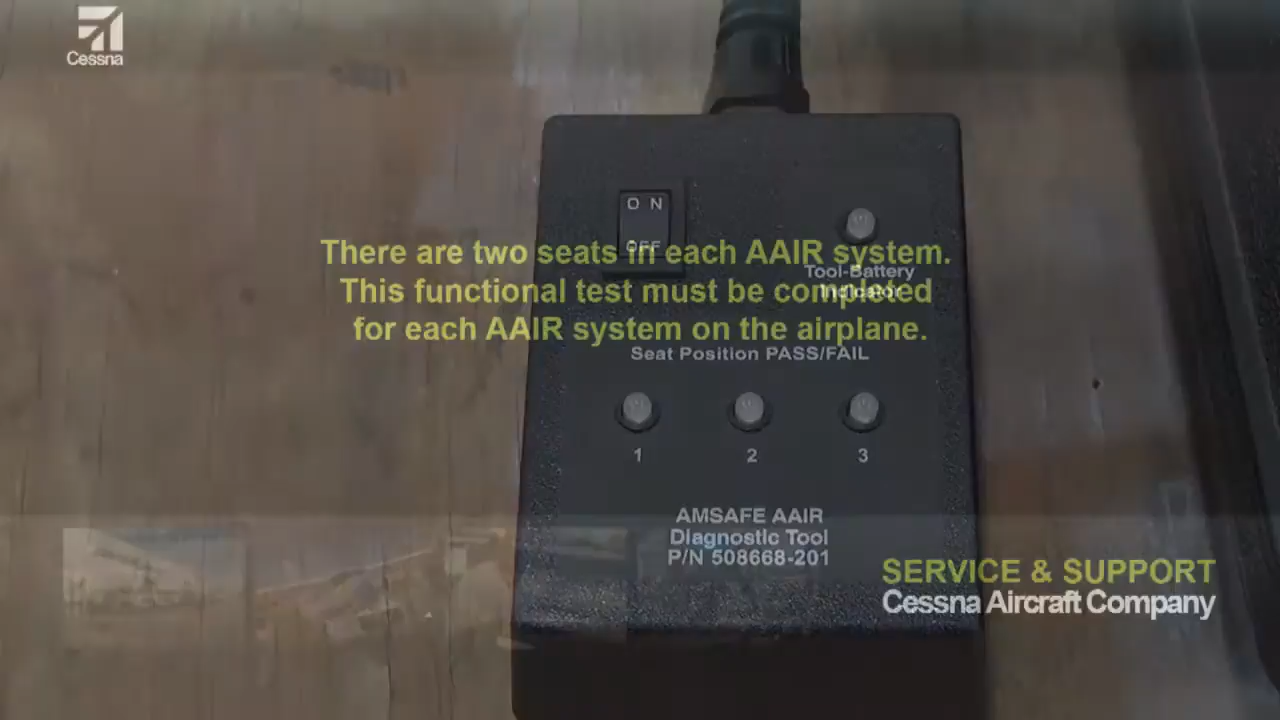 Cessna
ON
OFF
There are two seats in each AAIR system.
Tool-Battery
Indicator
This functional test must be completed
for each AAIR system on the airplane.
Seat Position PASS/FAIL
1 2 3
AMSAFE AAIR
Diagnostic Tool
P/N 508668-201
SERVICE & SUPPORT
Cessna Aircraft Company